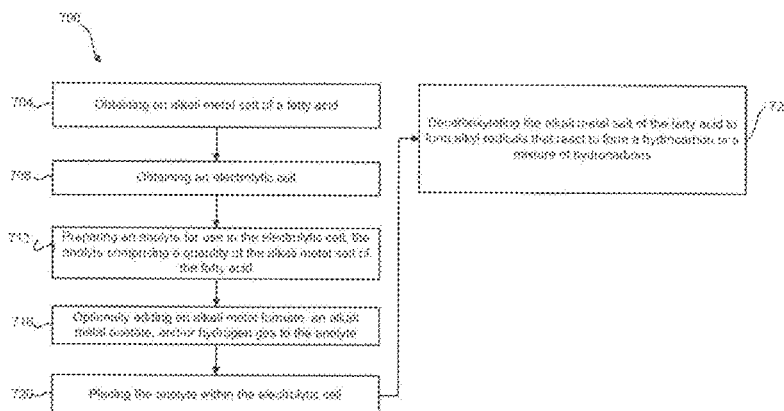 700
704
Obtaining an alkali metal salt of a fatty acid
708
Obtaining an electrolytic cell
712
Preparing an anolyte for use in the electrolytic cell, the
anolyte comprising a quantity of the alkali metal salt of
the fatty acid
716
Optionally adding an alkali metal formate, an alkali
metal acetate, and/or hydrogen gas to the anolyte
720
Placing the anolyte within the electrolytic cell
Decarboxylating the alkali metal salt of the fatty acid to
form alkyl radicals that react to form a hydrocarbon or a
mixture of hydrocarbons